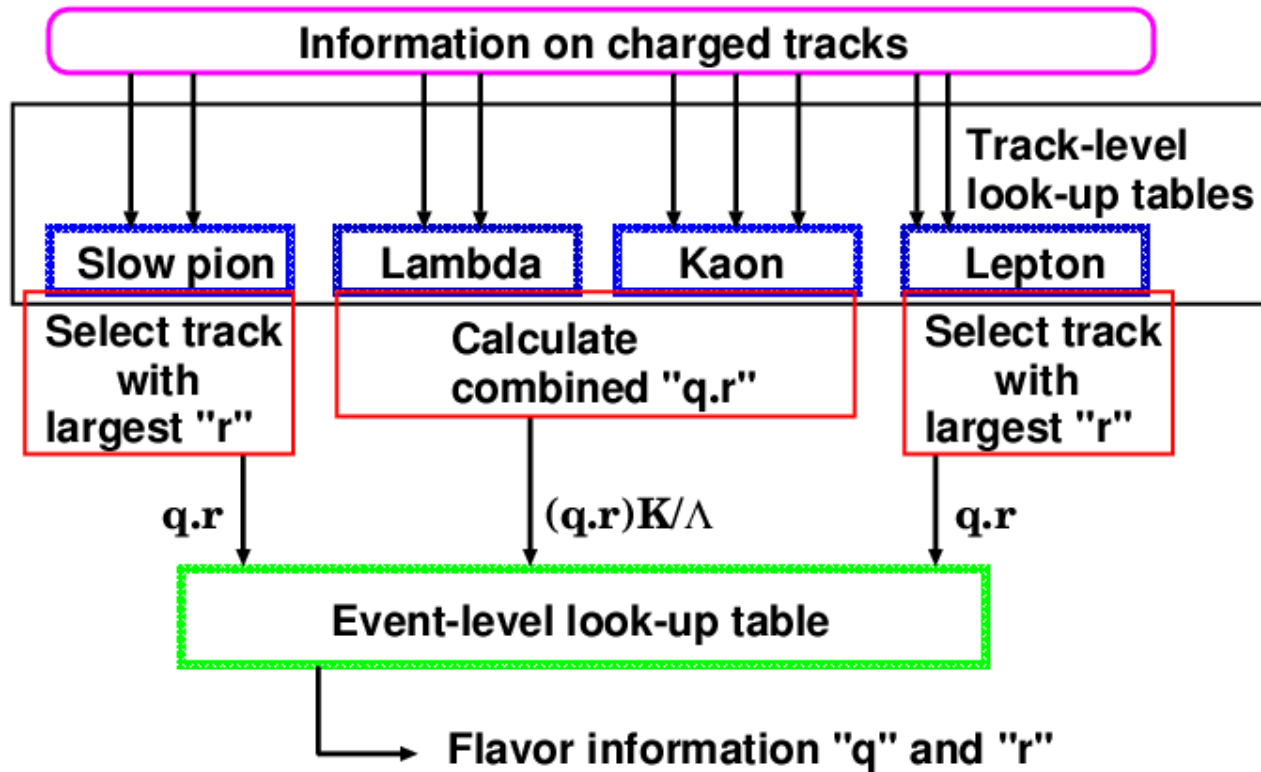 Information on charged tracks
Track-level
look-up tables
Slow pion
Lambda
Kaon
Lepton
Select track
with
largest "r"
Calculate
combined "q.r"
Select track
with
largest "r"
q.r
(q.r)K/Λ
q.r
Event-level look-up table
Flavor information "q" and "r"